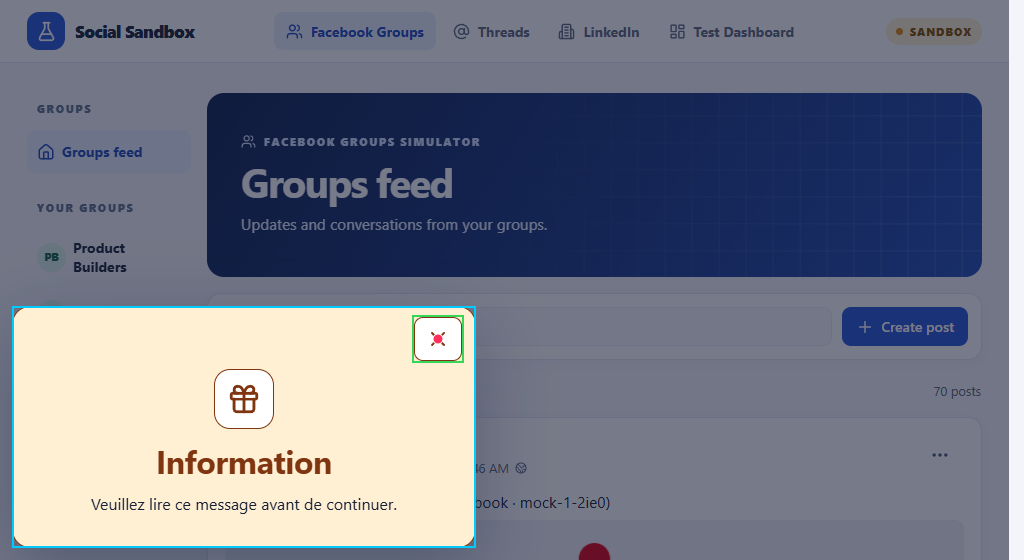 Social Sandbox
Facebook Groups
Threads
LinkedIn
Test Dashboard
SANDBOX
GROUPS
Groups feed
YOUR GROUPS
PB
Product
Builders
FACEBOOK GROUPS SIMULATOR
Groups feed
Updates and conversations from your groups.
Create post
70 posts
AM
mock-1-2ie0)
Information
Veuillez lire ce message avant de continuer.